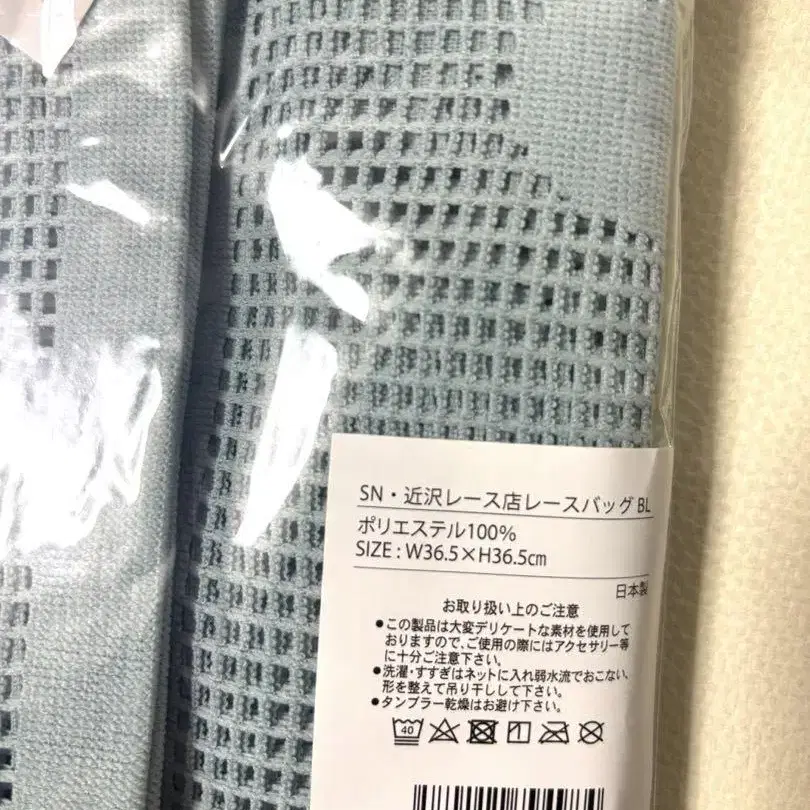 SN・近沢レース店レースバッグ BL
ポリエステル100%
SIZE : W36.5×H36.5cm
日本製
お取り扱い上のご注意
●この製品は大変デリケートな素材を使用して
おりますので、ご使用の際にはアクセサリー等
に十分ご注意下さい。
●洗濯・すすぎはネットに入れ弱水流でおこない、
形を整えて吊り干しして下さい。
●タンブラー乾燥はお避け下さい。
40